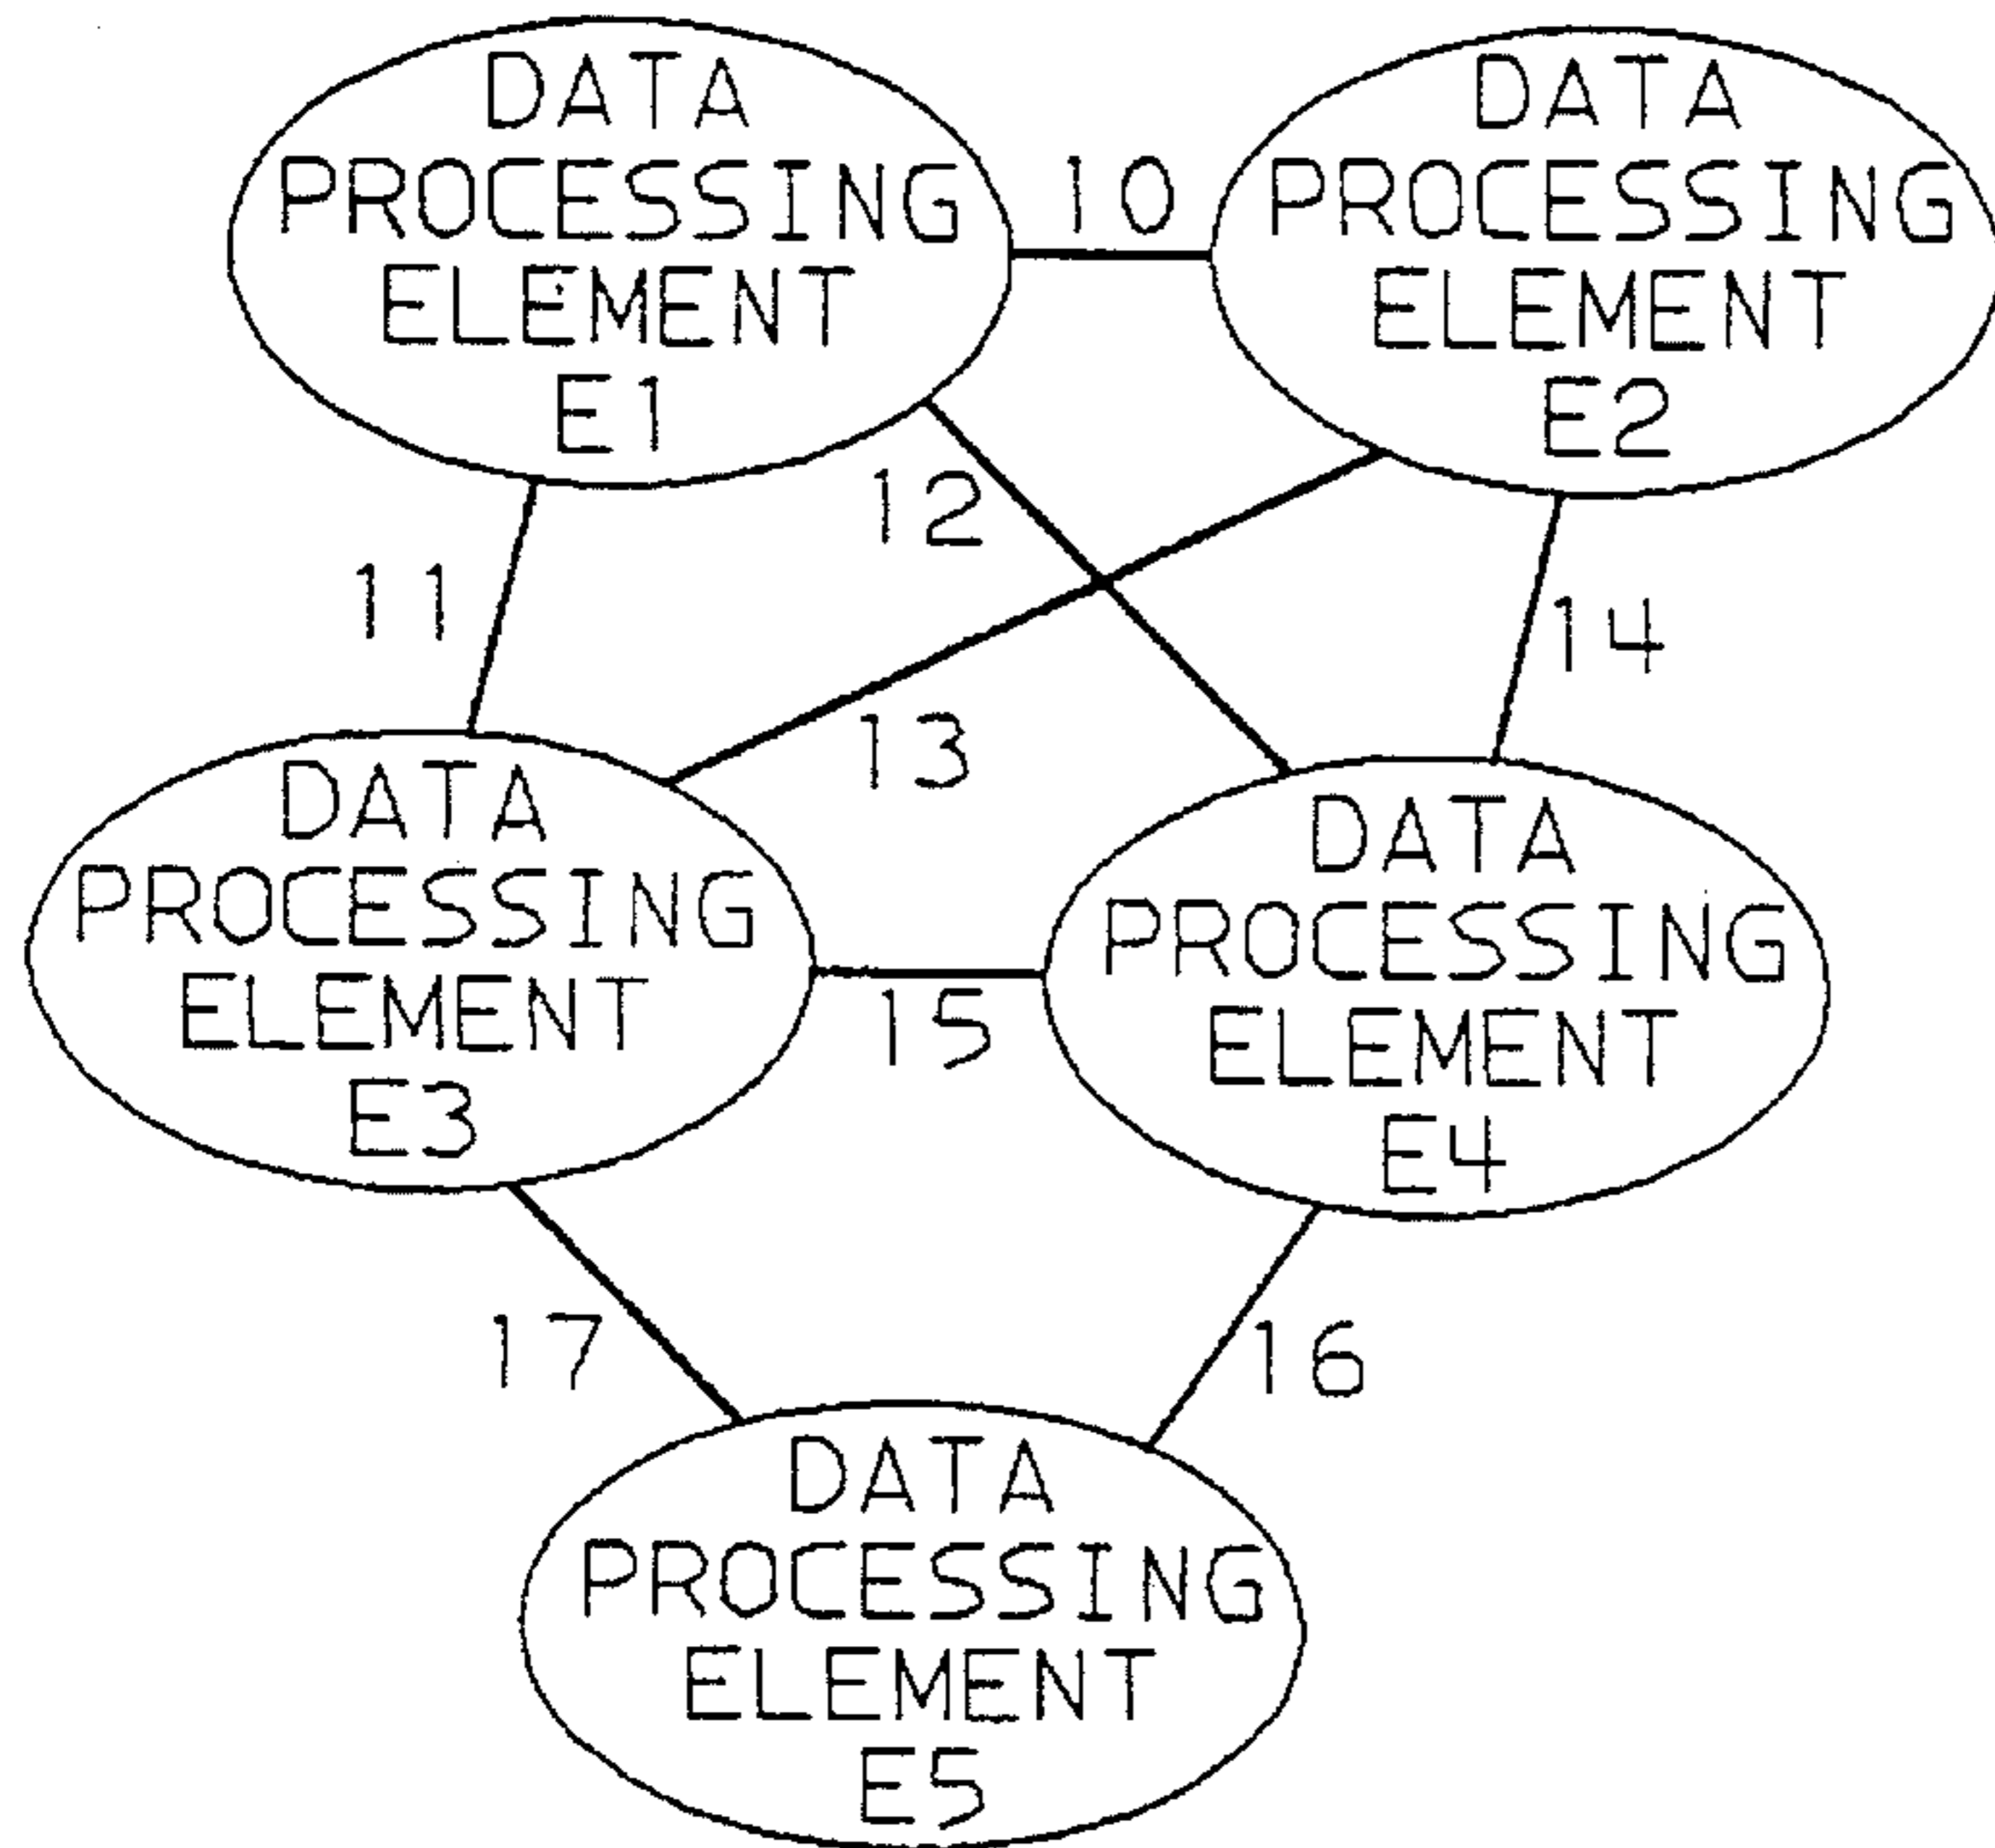 DATA
PROCESSING
ELEMENT
E1
10
DATA
PROCESSING
ELEMENT
E2
12
11
14
13
DATA
PROCESSING
ELEMENT
E3
15
DATA
PROCESSING
ELEMENT
E4
17
16
DATA
PROCESSING
ELEMENT
E5